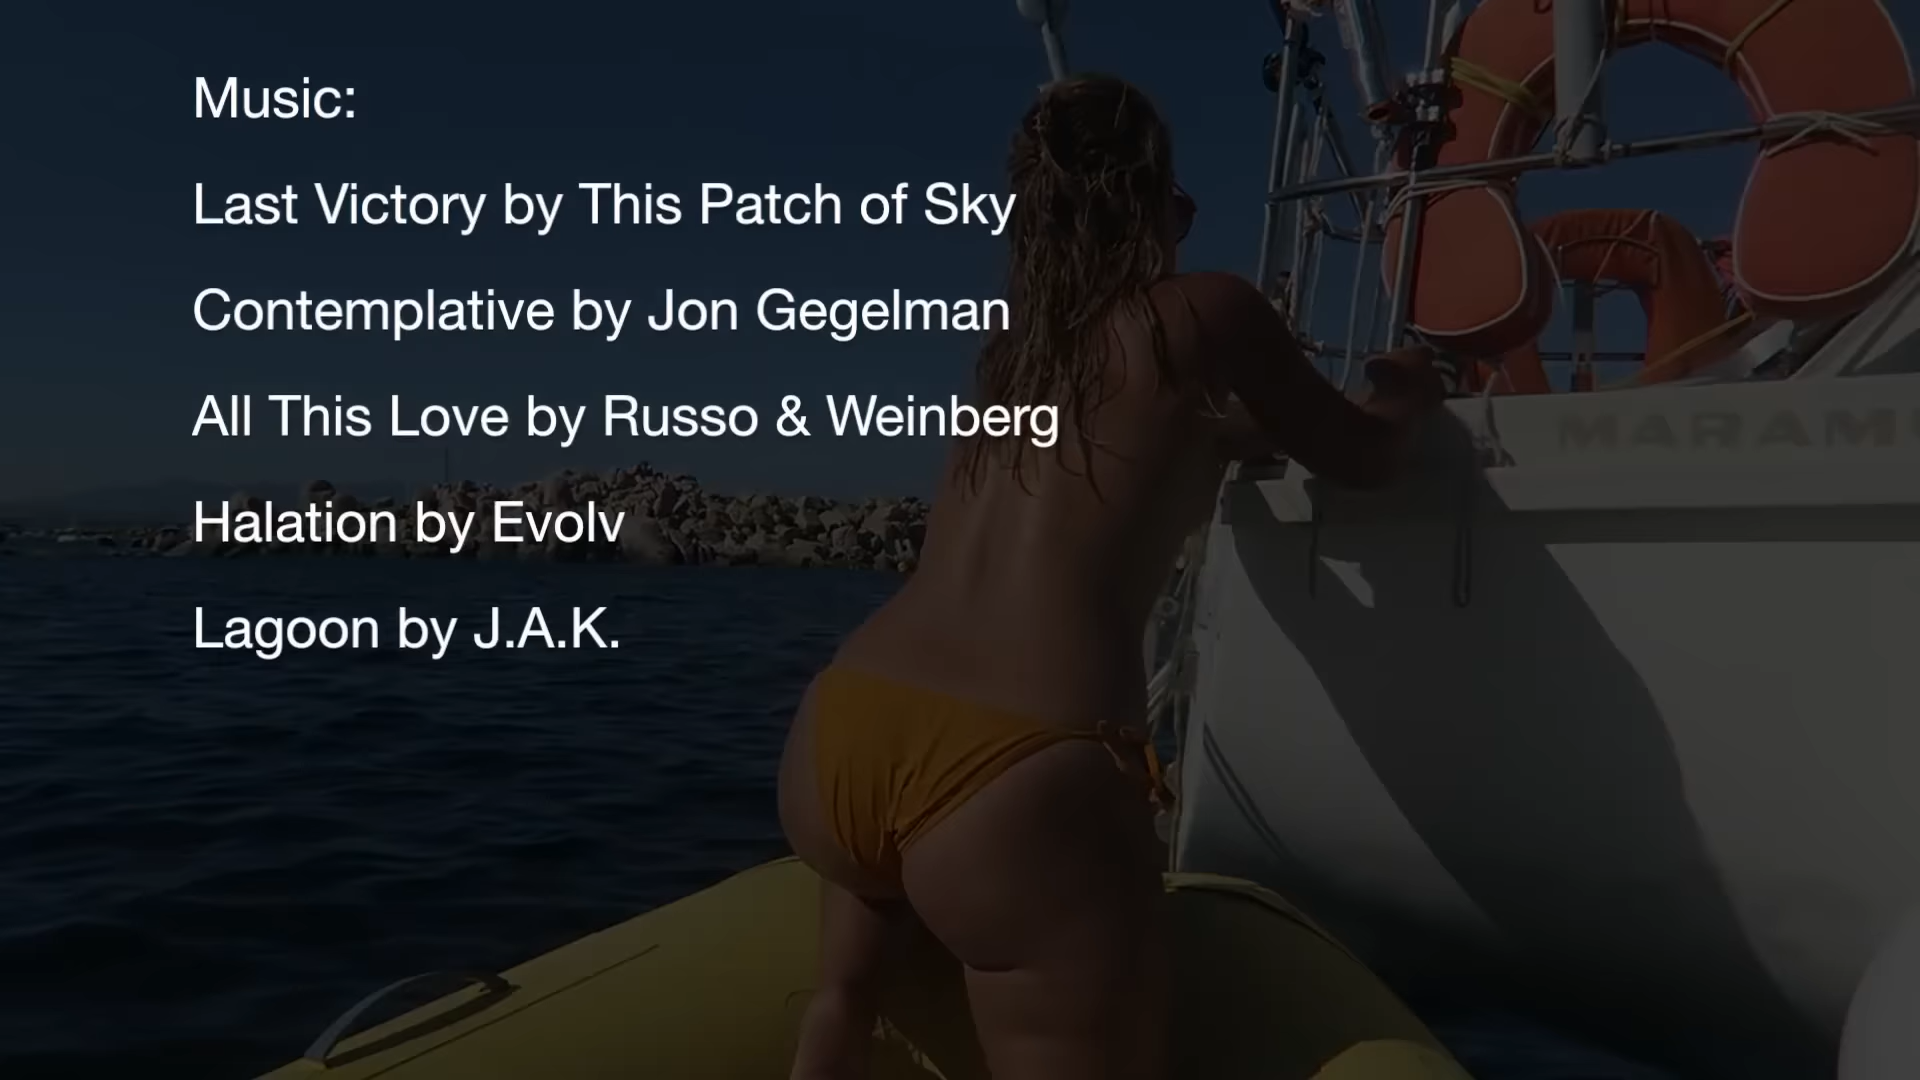 Music:
Last Victory by This Patch of Sky
Contemplative by Jon Gegelman
All This Love by Russo & Weinberg
Halation by Evolv
Lagoon by J.A.K.